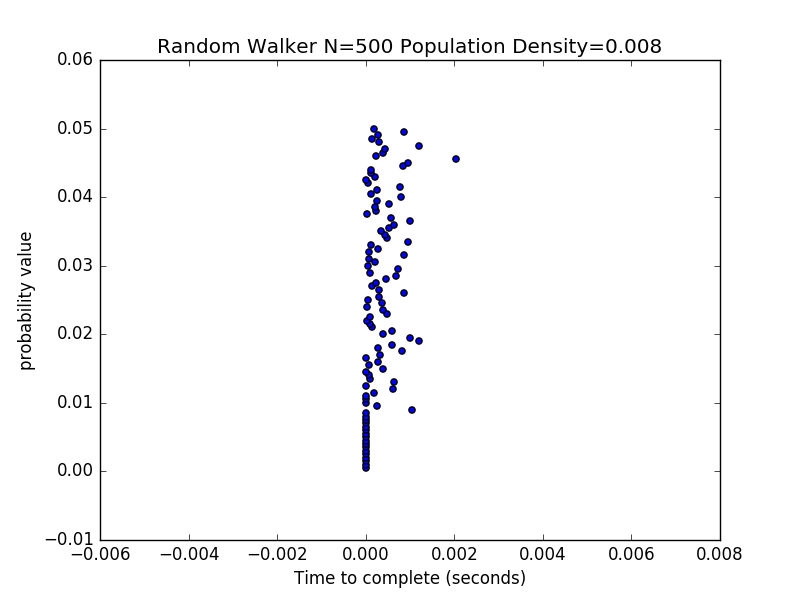 Random Walker N=500 Population Density=0.008
0.06
0.05
0.04
0.03
0.02
0.01
0.00
−0.01
probability value
−0.006 −0.004 −0.002 0.000 0.002 0.004 0.006 0.008
Time to complete (seconds)